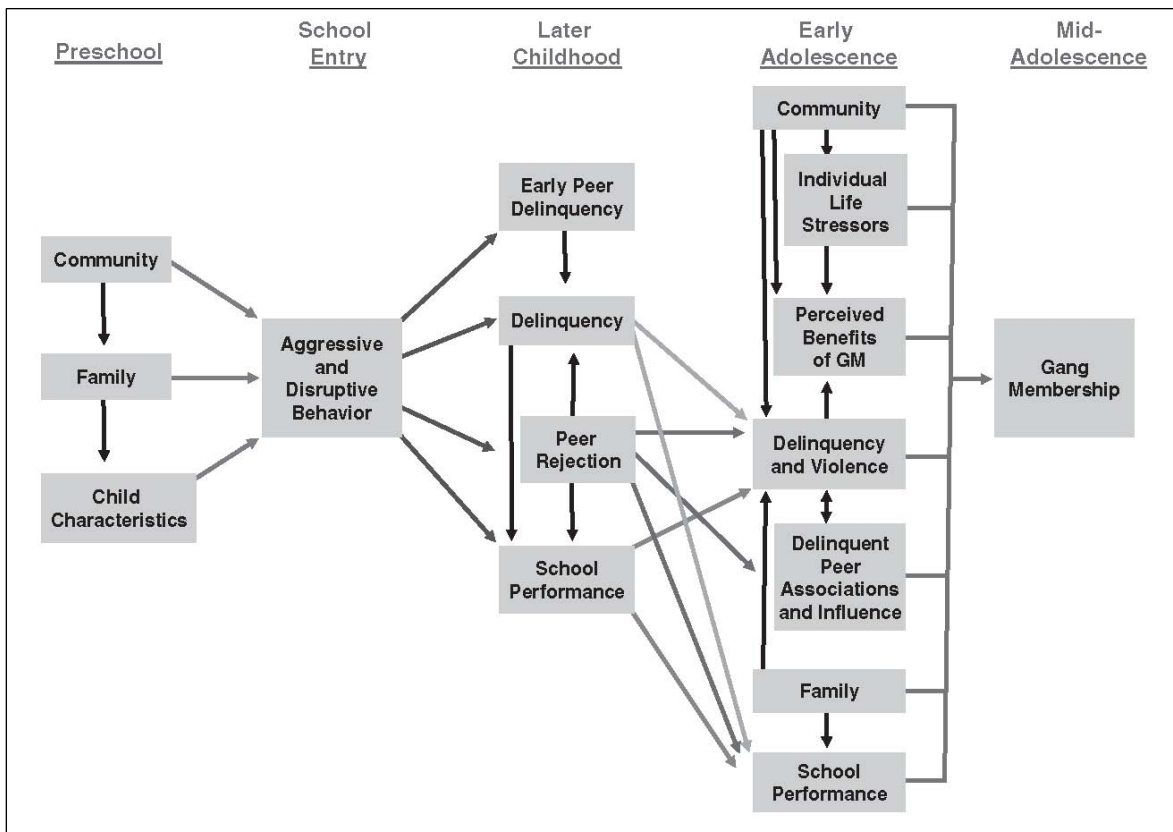 Preschool
School
Entry
Later
Childhood
Early
Adolescence
Mid-
Adolescence
Community
Family
Child
Characteristics
Aggressive
and
Disruptive
Behavior
Early Peer
Delinquency
Delinquency
Peer
Rejection
School
Performance
Community
Individual
Life
Stressors
Perceived
Benefits
of GM
Delinquency
and Violence
Delinquent
Peer
Associations
and Influence
Family
School
Performance
Gang
Membership